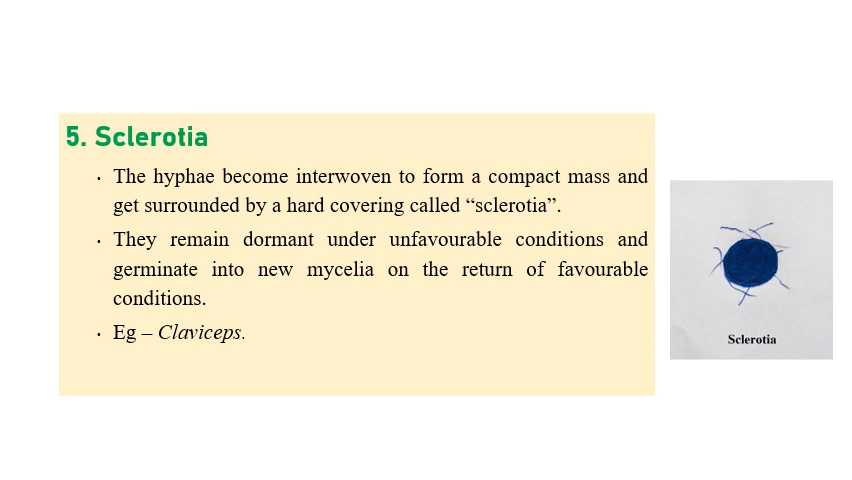 5. Sclerotia
• The hyphae become interwoven to form a compact mass and
get surrounded by a hard covering called “sclerotia”.
• They remain dormant under unfavourable conditions and
germinate into new mycelia on the return of favourable
conditions.
• Eg – Claviceps.
Sclerotia